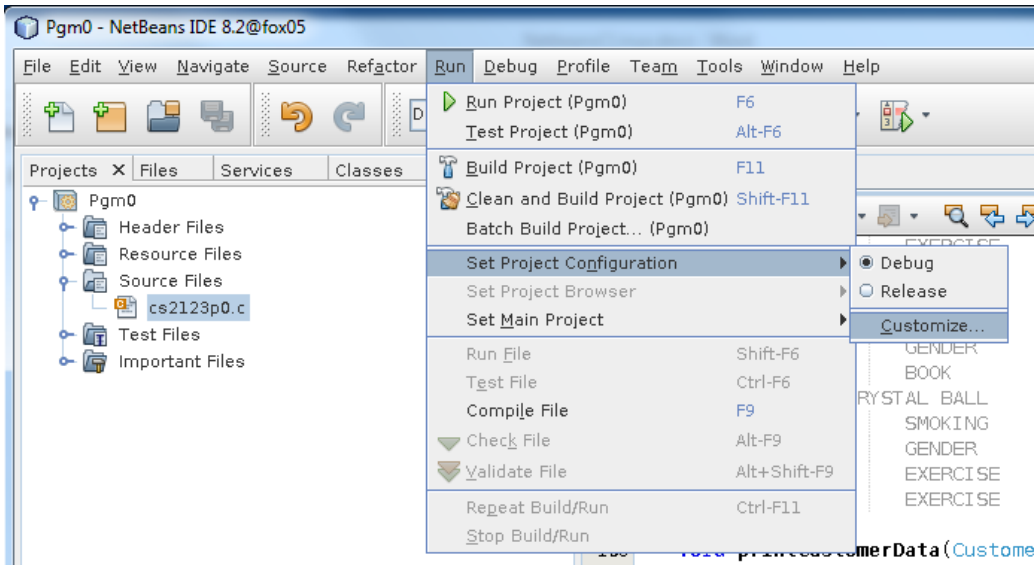 Pgm0 - NetBeans IDE 8.2@fox05
File Edit View Navigate Source Refactor Run Debug Profile Team Tools Window Help
D
Projects X Files Services Classes
Pgm0
Header Files
Resource Files
Source Files
cs2123p0.c
Test Files
Important Files
Run Project (Pgm0) F6
Test Project (Pgm0) Alt-F6
Build Project (Pgm0) F11
Clean and Build Project (Pgm0) Shift-F11
Batch Build Project... (Pgm0)
Set Project Configuration
Set Project Browser
Set Main Project
Run File Shift-F6
Test File Ctrl-F6
Compile File F9
Check File Alt-F9
Validate File Alt+Shift-F9
Repeat Build/Run Ctrl-F11
Stop Build/Run
EXERCISE
Debug
Release
Customize...
GENDER
BOOK
RYSTAL BALL
SMOKING
GENDER
EXERCISE
EXERCISE
omerData(Custome